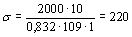 σ = 2000·10 / 0,832·109·1 = 220